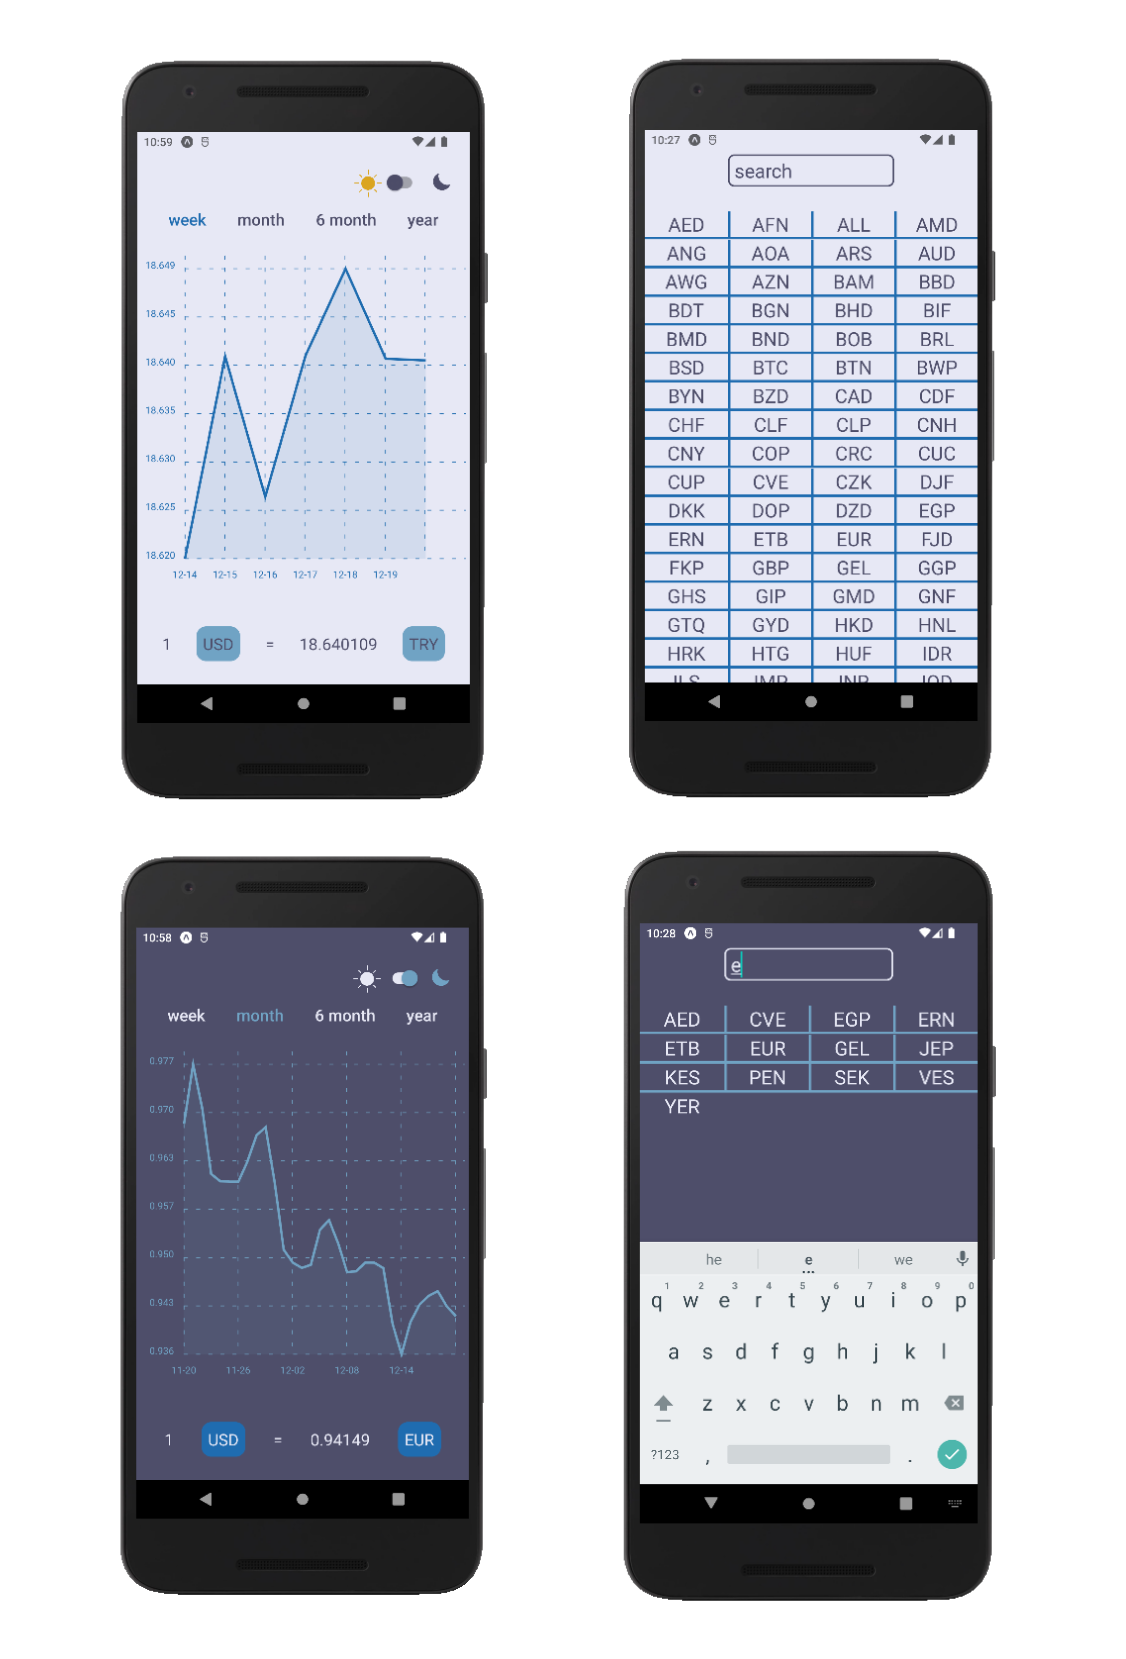 10:59
week month 6 month year
18.649
18.645
18.640
18.635
18.630
18.625
18.620
12-14 12-15 12-16 12-17 12-18 12-19
1 USD = 18.640109 TRY
10:27
search
AED AFN ALL AMD
ANG AOA ARS AUD
AWG AZN BAM BBD
BDT BGN BHD BIF
BMD BND BOB BRL
BSD BTC BTN BWP
BYN BZD CAD CDF
CHF CLF CLP CNH
CNY COP CRC CUC
CUP CVE CZK DJF
DKK DOP DZD EGP
ERN ETB EUR FJD
FKP GBP GEL GGP
GHS GIP GMD GNF
GTQ GYD HKD HNL
HRK HTG HUF IDR
ILS IMP INR IQD
10:58
week month 6 month year
0.977
0.970
0.963
0.957
0.950
0.943
0.936
11-20 11-26 12-02 12-08 12-14
1 USD = 0.94149 EUR
10:28
e
AED CVE EGP ERN
ETB EUR GEL JEP
KES PEN SEK VES
YER
he e we
1 2 3 4 5 6 7 8 9 0
q w e r t y u i o p
a s d f g h j k l
z x c v b n m
?123 , .